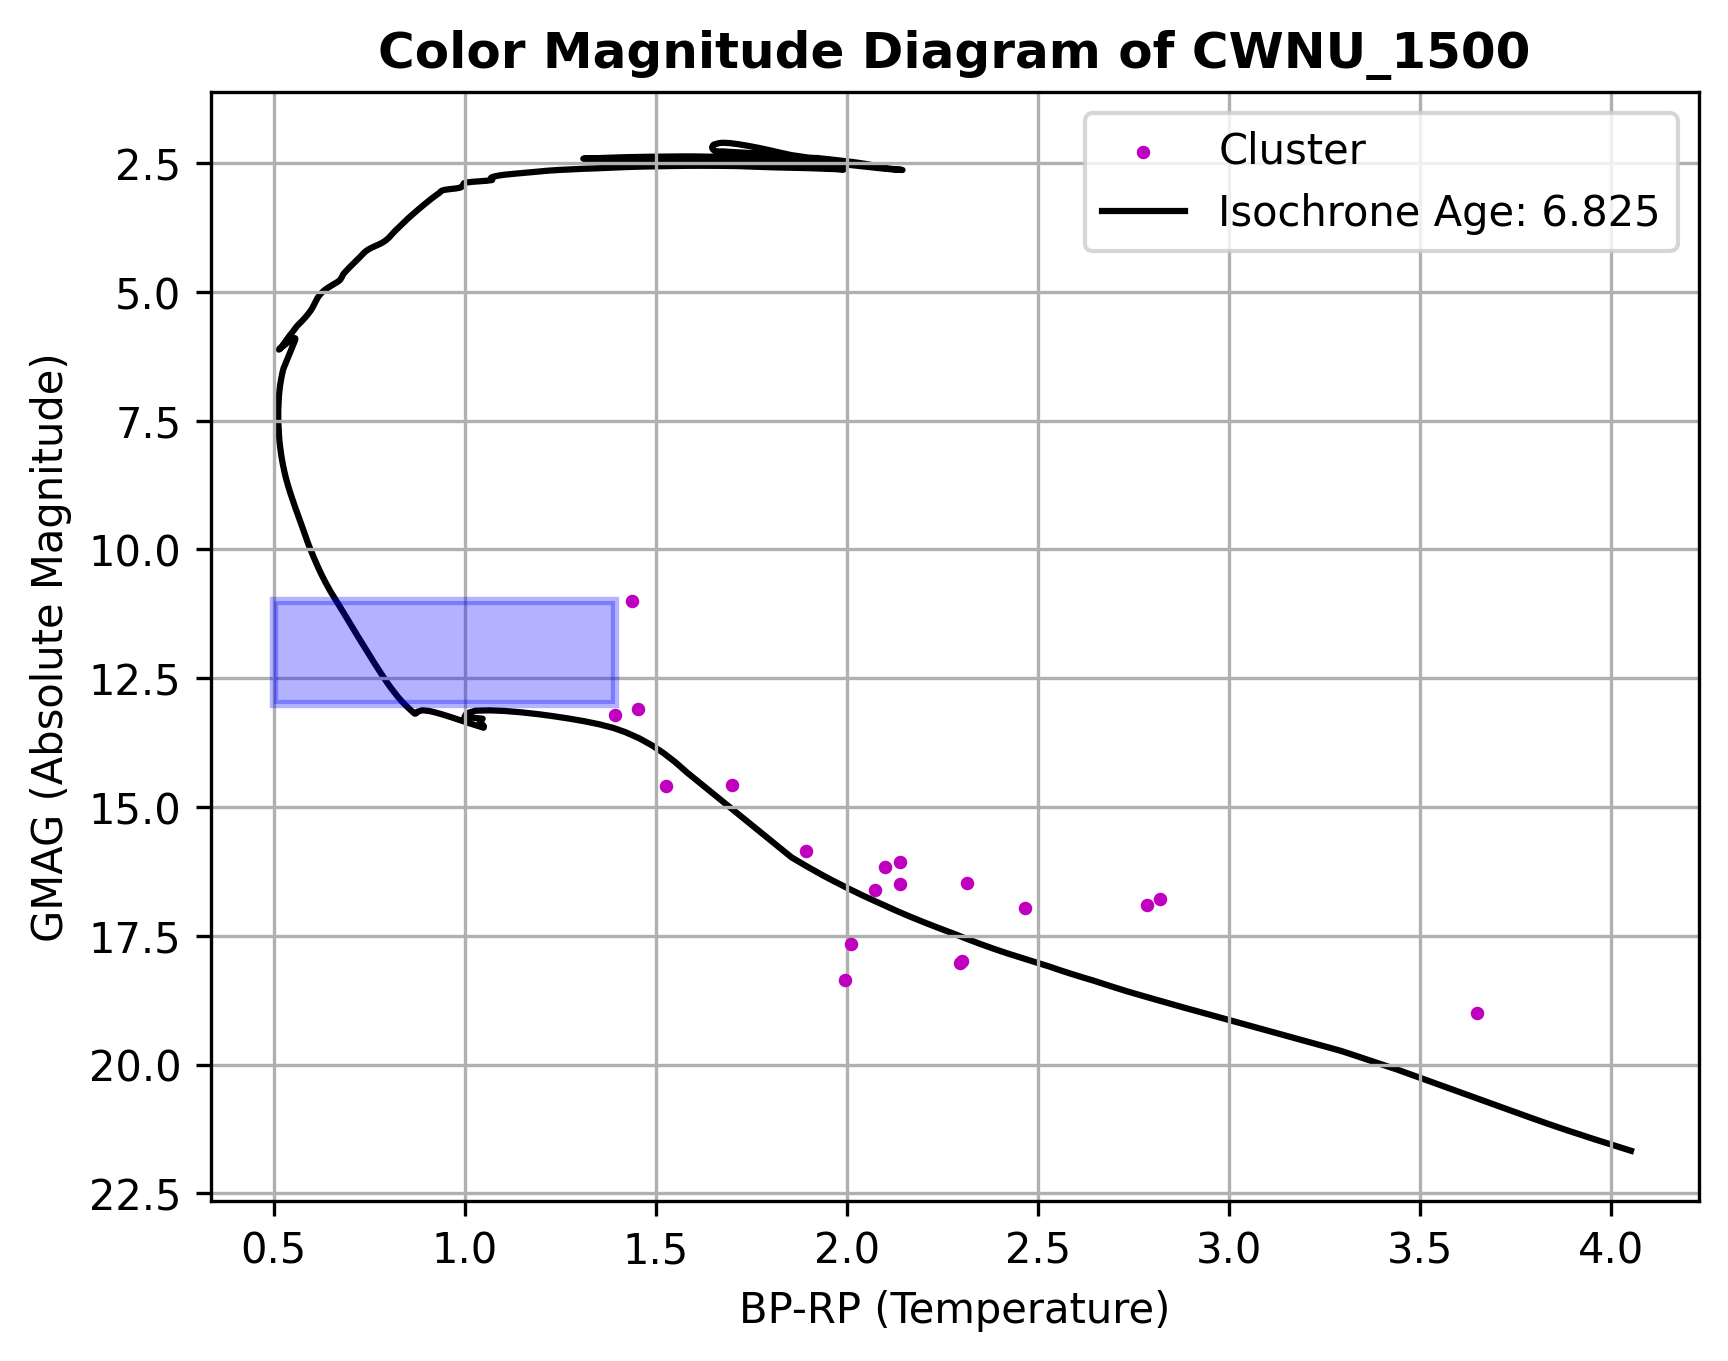 Color Magnitude Diagram of CWNU_1500
Cluster
Isochrone Age: 6.825
GMAG (Absolute Magnitude)
2.5
5.0
7.5
10.0
12.5
15.0
17.5
20.0
22.5
0.5 1.0 1.5 2.0 2.5 3.0 3.5 4.0
BP-RP (Temperature)